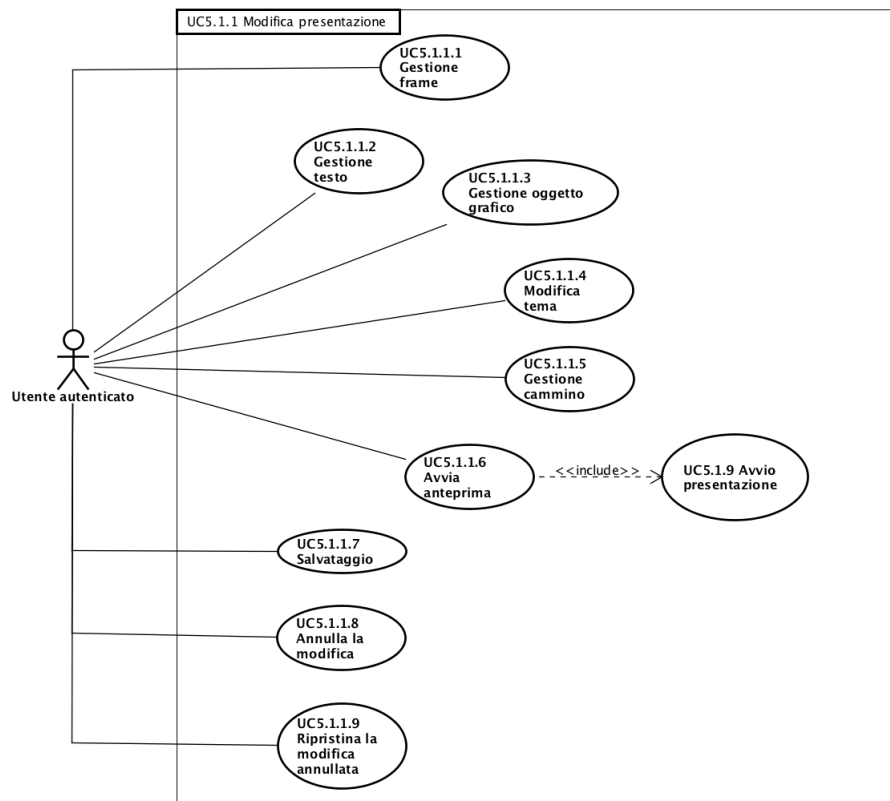 UC5.1.1 Modifica presentazione
UC5.1.1.1
Gestione
frame
UC5.1.1.2
Gestione
testo
UC5.1.1.3
Gestione oggetto
grafico
UC5.1.1.4
Modifica
tema
UC5.1.1.5
Gestione
cammino
Utente autenticato
UC5.1.1.6
Avvia
anteprima
<<include>>
UC5.1.9 Avvio
presentazione
UC5.1.1.7
Salvataggio
UC5.1.1.8
Annulla la
modifica
UC5.1.1.9
Ripristina la
modifica
annullata